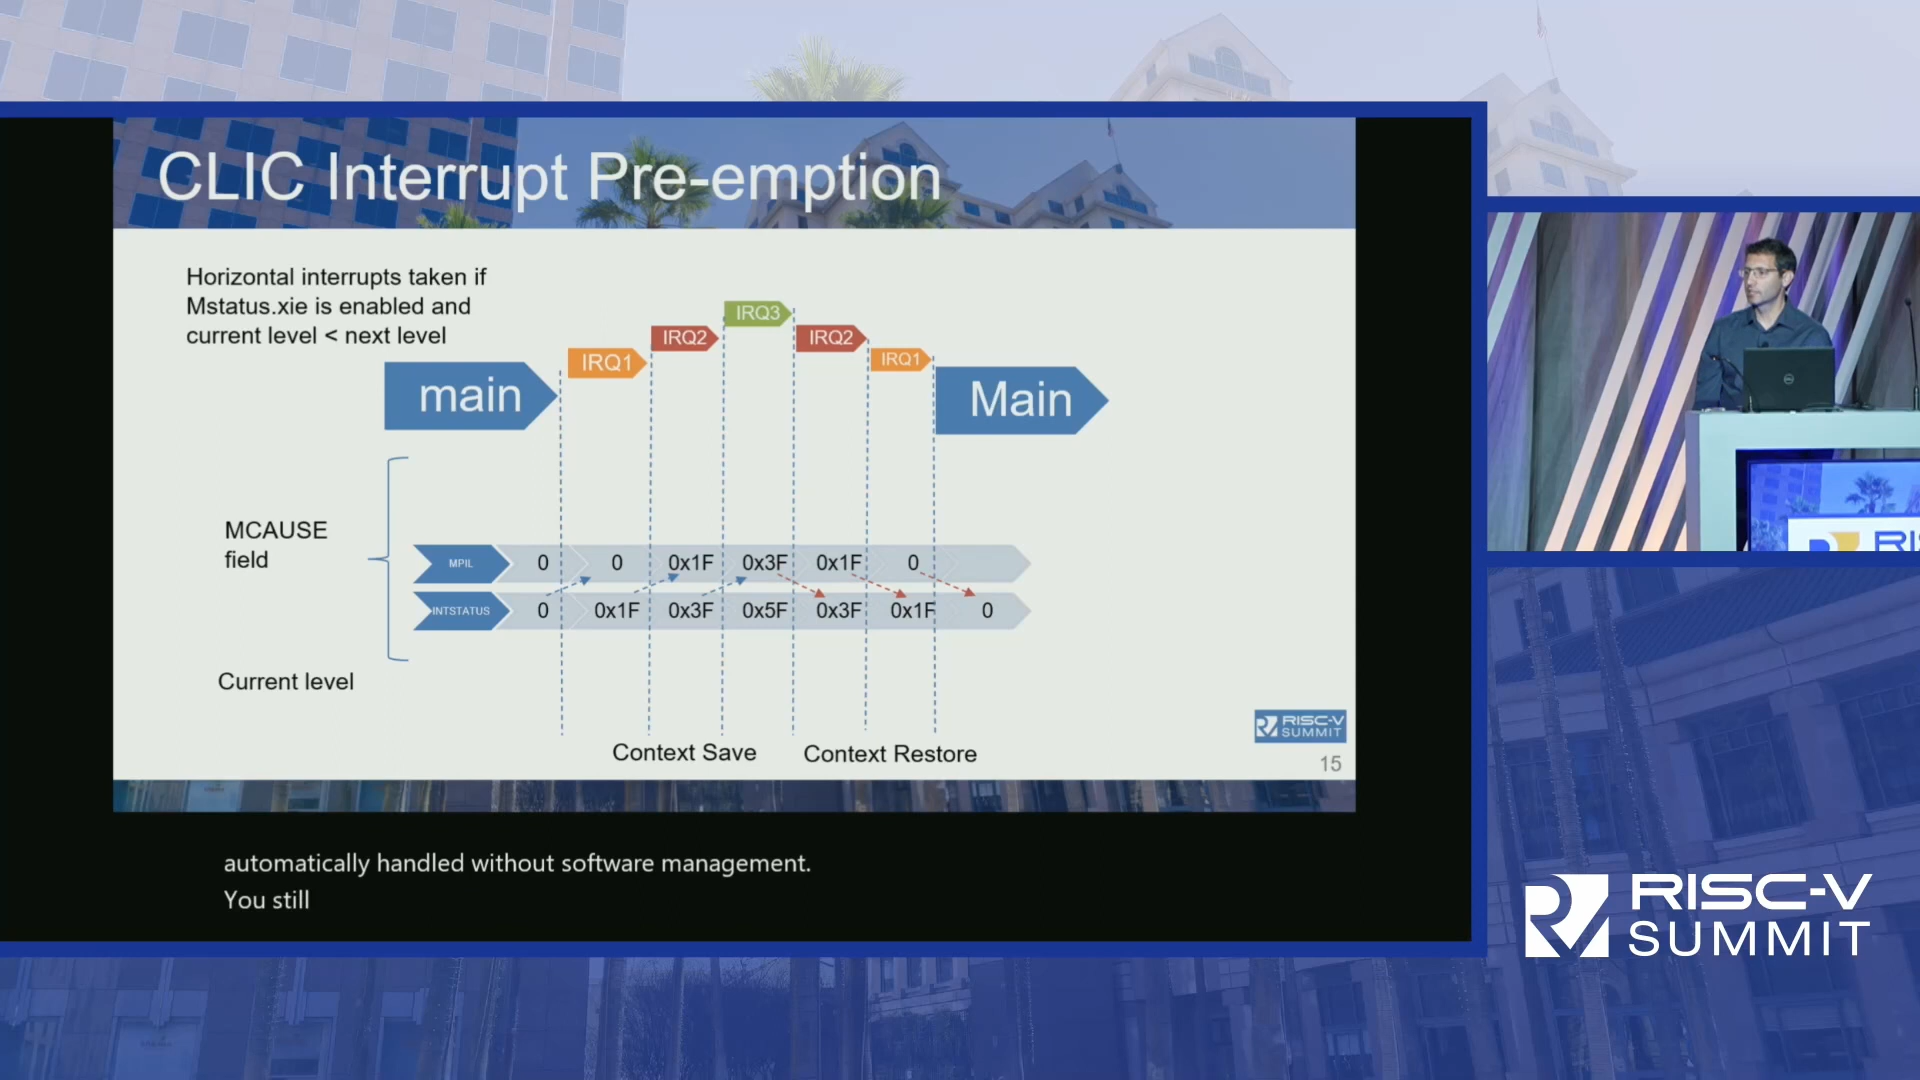 CLIC Interrupt Pre-emption
Horizontal interrupts taken if
Mstatus.xie is enabled and
current level < next level
IRQ3
IRQ2
IRQ2
IRQ1
IRQ1
main
Main
MCAUSE
field
MPIL 0 0 0x1F 0x3F 0x1F 0
INTSTATUS 0 0x1F 0x3F 0x5F 0x3F 0x1F 0
Current level
Context Save
Context Restore
RISC-V
SUMMIT
15
automatically handled without software management.
You still
RISC-V
SUMMIT